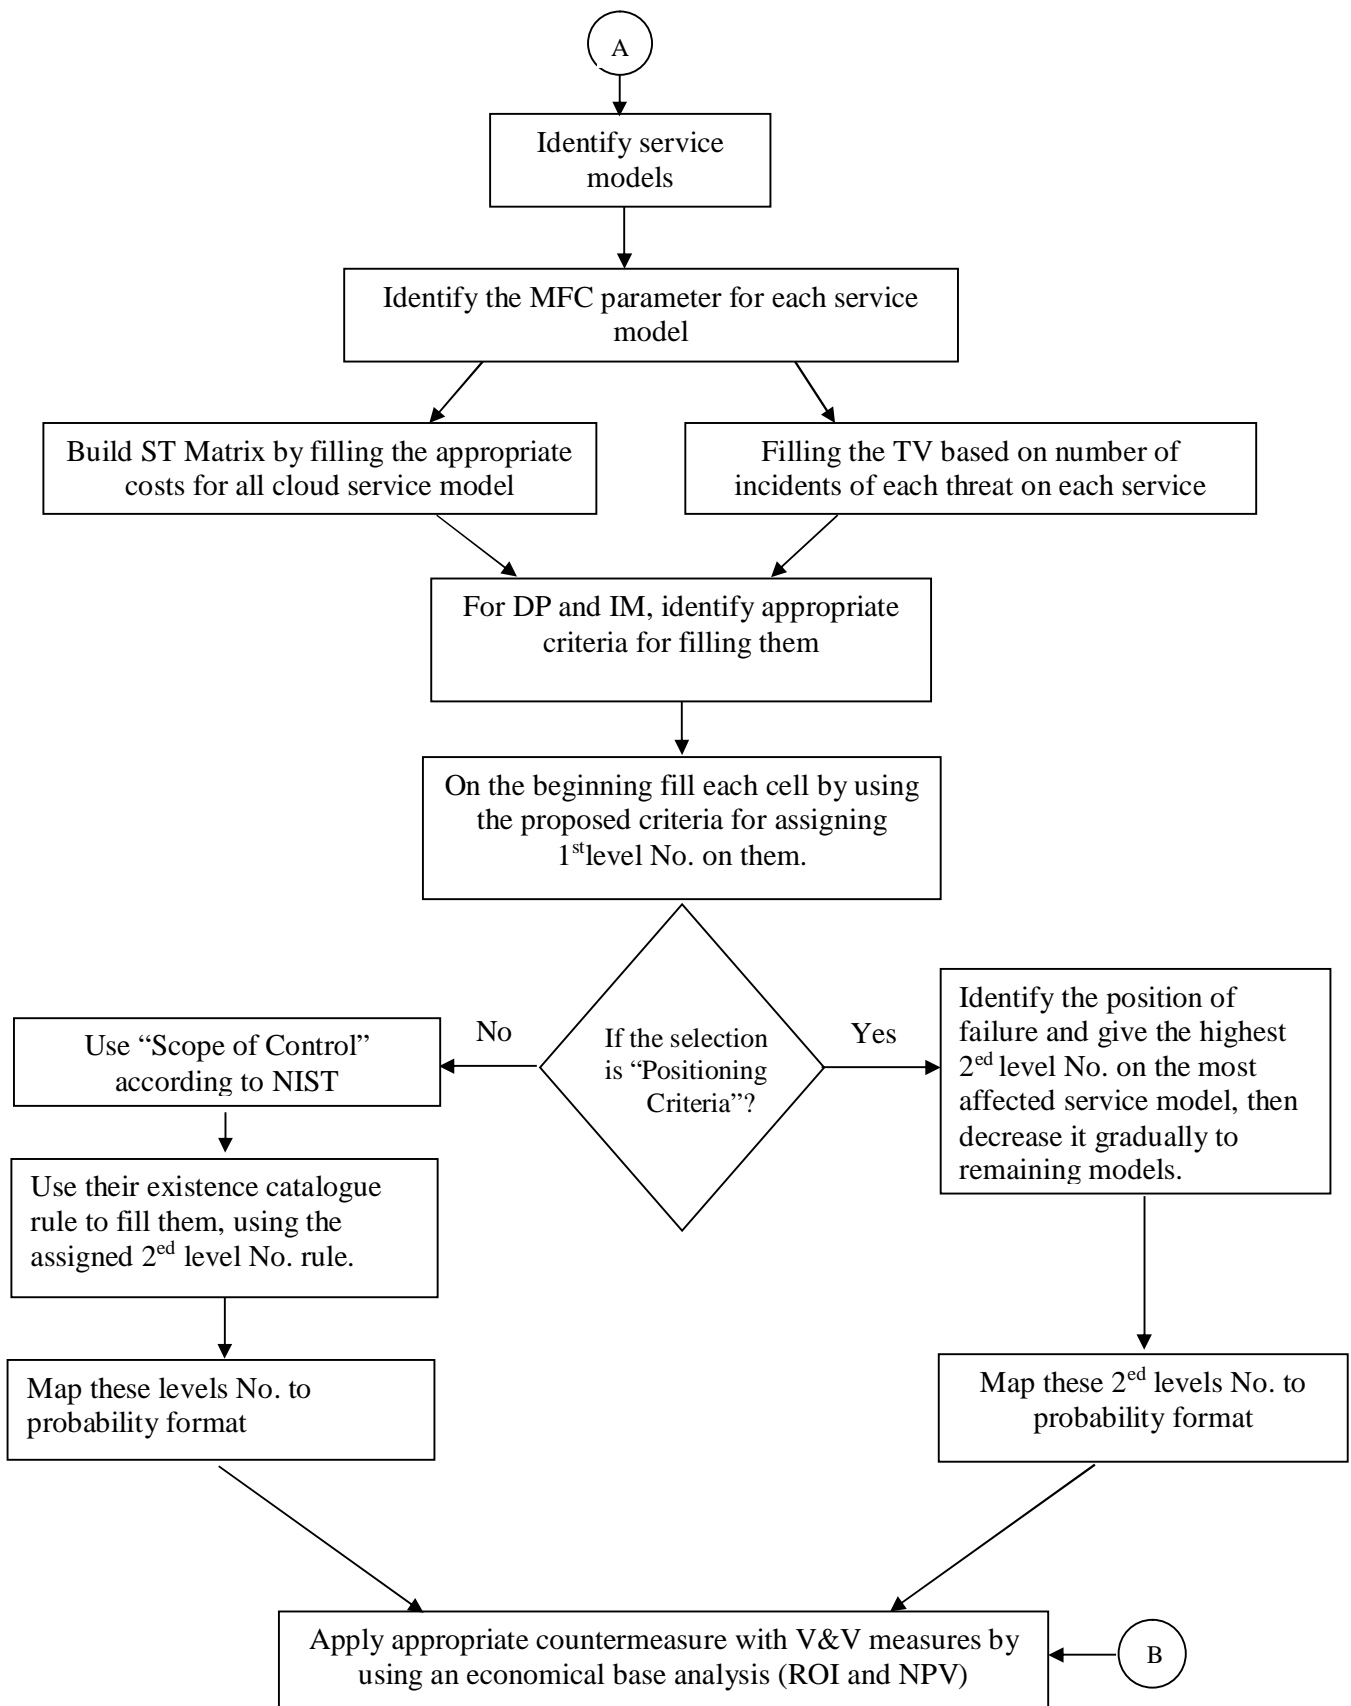 A
Identify service
models
Identify the MFC parameter for each service
model
Build ST Matrix by filling the appropriate
costs for all cloud service model
Filling the TV based on number of
incidents of each threat on each service
For DP and IM, identify appropriate
criteria for filling them
On the beginning fill each cell by using
the proposed criteria for assigning
1stlevel No. on them.
If the selection
is “Positioning
Criteria”?
No
Yes
Use “Scope of Control”
according to NIST
Use their existence catalogue
rule to fill them, using the
assigned 2ed level No. rule.
Map these levels No. to
probability format
Identify the position of
failure and give the highest
2ed level No. on the most
affected service model, then
decrease it gradually to
remaining models.
Map these 2ed levels No. to
probability format
Apply appropriate countermeasure with V&V measures by
using an economical base analysis (ROI and NPV)
B